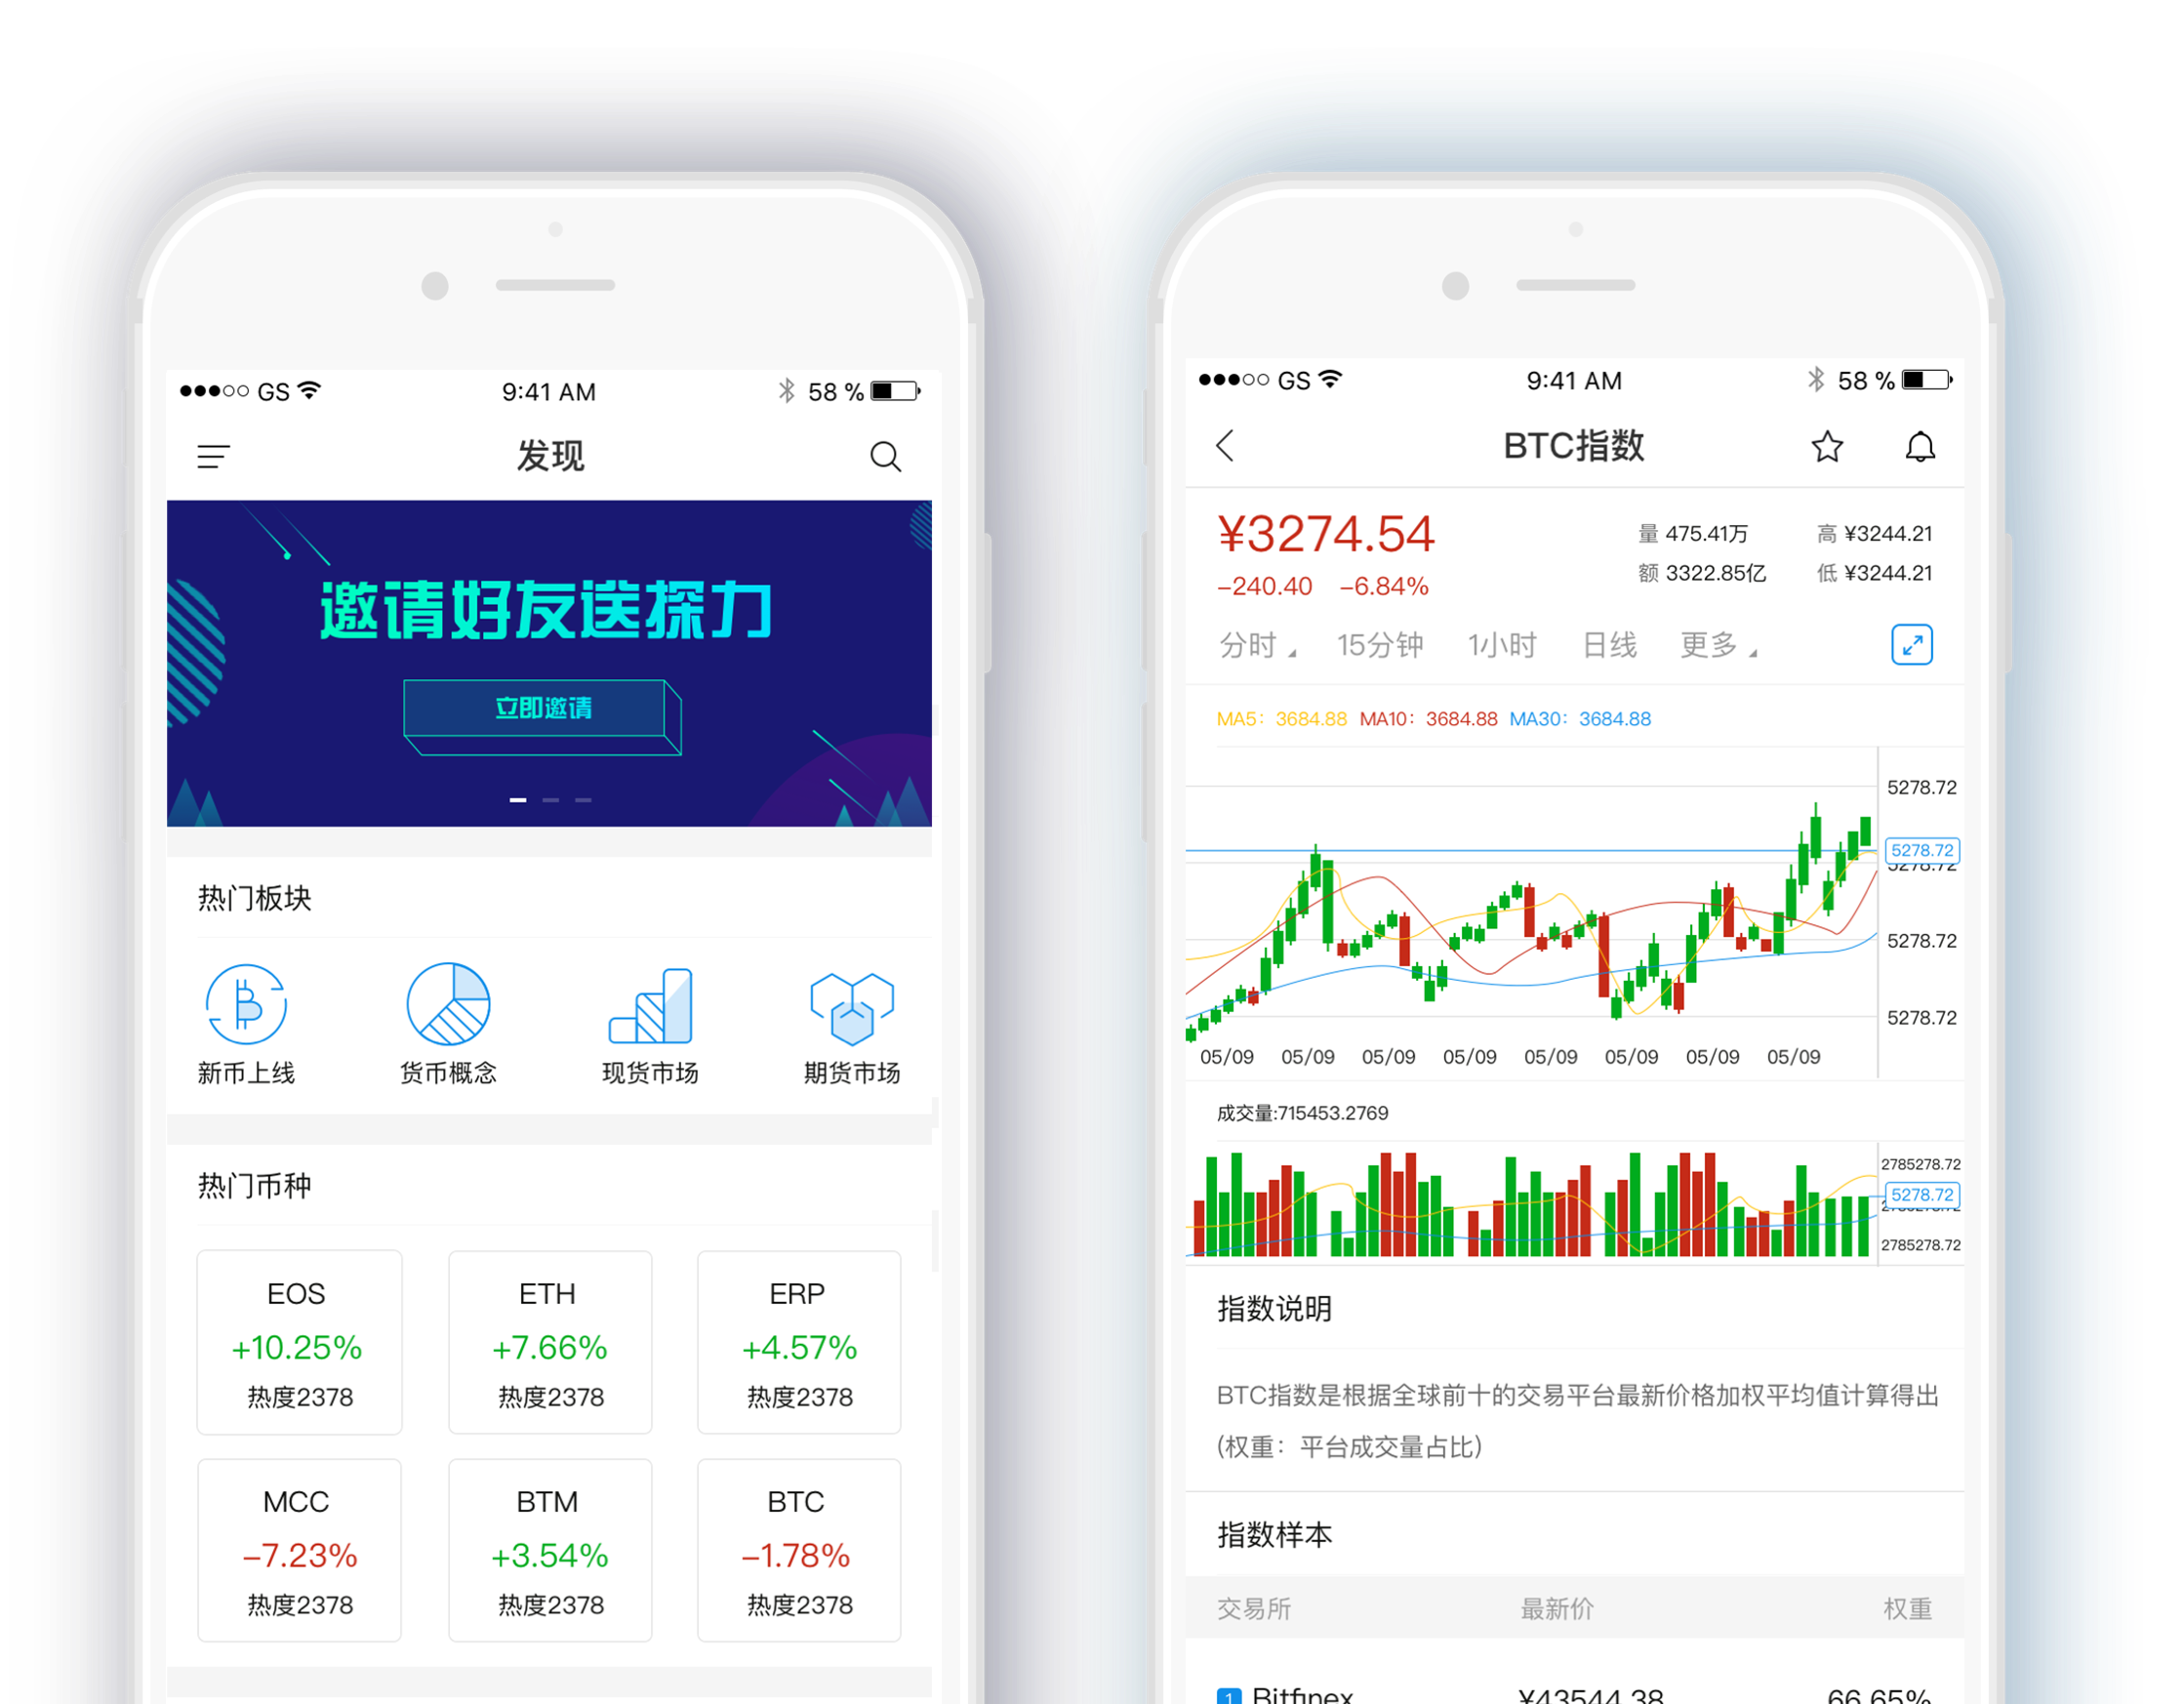 GS 9:41 AM 58 %
发现
邀请好友送探力
立即邀请
热门板块
新币上线 货币概念 现货市场 期货市场
热门币种
EOS ETH ERP
+10.25% +7.66% +4.57%
热度2378 热度2378 热度2378
MCC BTM BTC
–7.23% +3.54% –1.78%
热度2378 热度2378 热度2378
GS 9:41 AM 58 %
BTC指数
¥3274.54 量 475.41万 高 ¥3244.21
–240.40 –6.84% 额 3322.85亿 低 ¥3244.21
分时 15分钟 1小时 日线 更多
MA5：3684.88 MA10：3684.88 MA30：3684.88
5278.72
5278.72
5278.72
5278.72
5278.72
05/09 05/09 05/09 05/09 05/09 05/09 05/09 05/09
成交量:715453.2769
2785278.72
5278.72
2785278.72
指数说明
BTC指数是根据全球前十的交易平台最新价格加权平均值计算得出
(权重：平台成交量占比)
指数样本
交易所 最新价 权重
1 Bitfinex ¥43544.38 66.65%